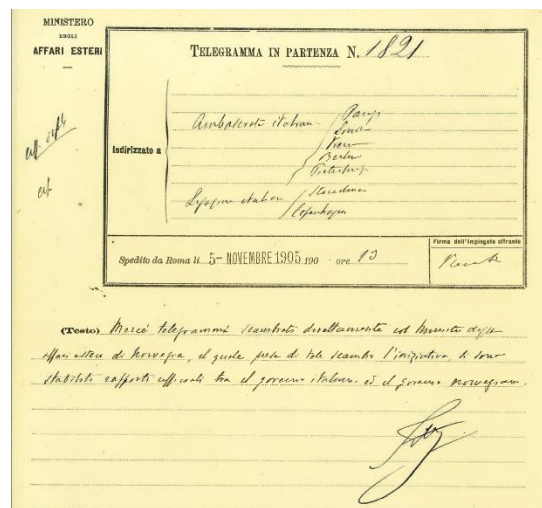 MINISTERO
DEGLI
AFFARI ESTERI
TELEGRAMMA IN PARTENZA N. 1821
Indirizzato a
Ambasciate italiane
Parigi
Londra
Vienna
Berlino
Pietroburgo
Legazioni italiane
Stoccolma
Copenhagen
Spedito da Roma li 5 - NOVEMBRE 1905 190 ore 13
Firma dell'Impiegato cifrante
(Testo) Mercé telegrammi scambiati direttamente col Ministro degli
affari esteri di Norvegia, il quale prese di tale scambio l'iniziativa, si sono
stabiliti rapporti ufficiali tra il governo italiano ed il governo norvegiano.